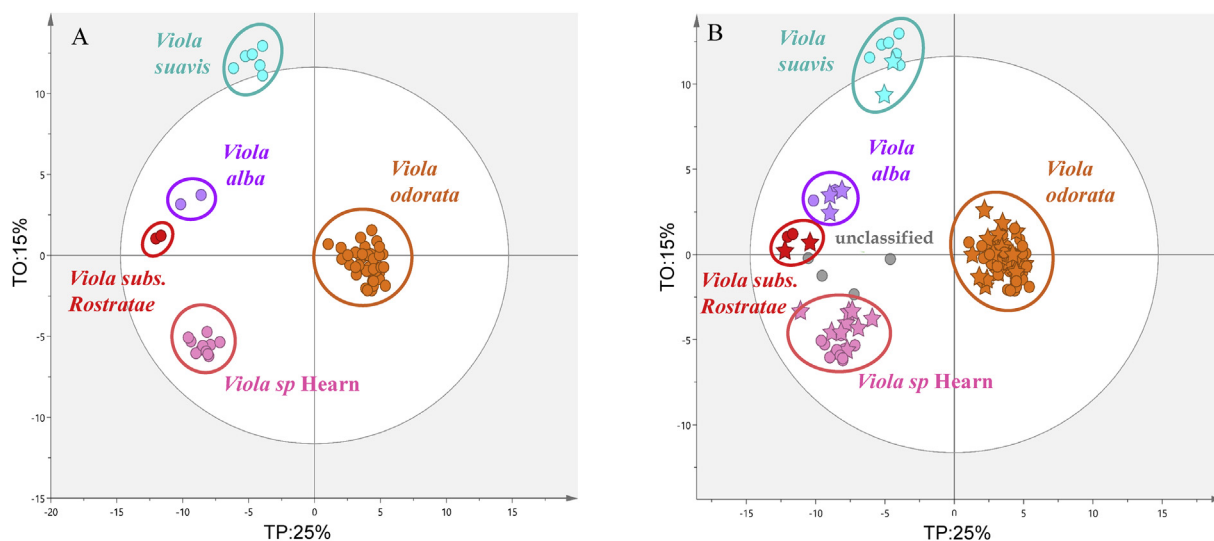 A
Viola
suavis
Viola
alba
Viola
odorata
Viola subs.
Rostratae
Viola sp Hearn
10
5
0
-5
-10
-15
-20
-15
-10
-5
0
5
10
15
TO:15%
TP:25%
B
Viola
suavis
Viola
alba
Viola
odorata
unclassified
Viola subs.
Rostratae
Viola sp Hearn
10
5
0
-5
-10
-15
-10
-5
0
5
10
15
TO:15%
TP:25%